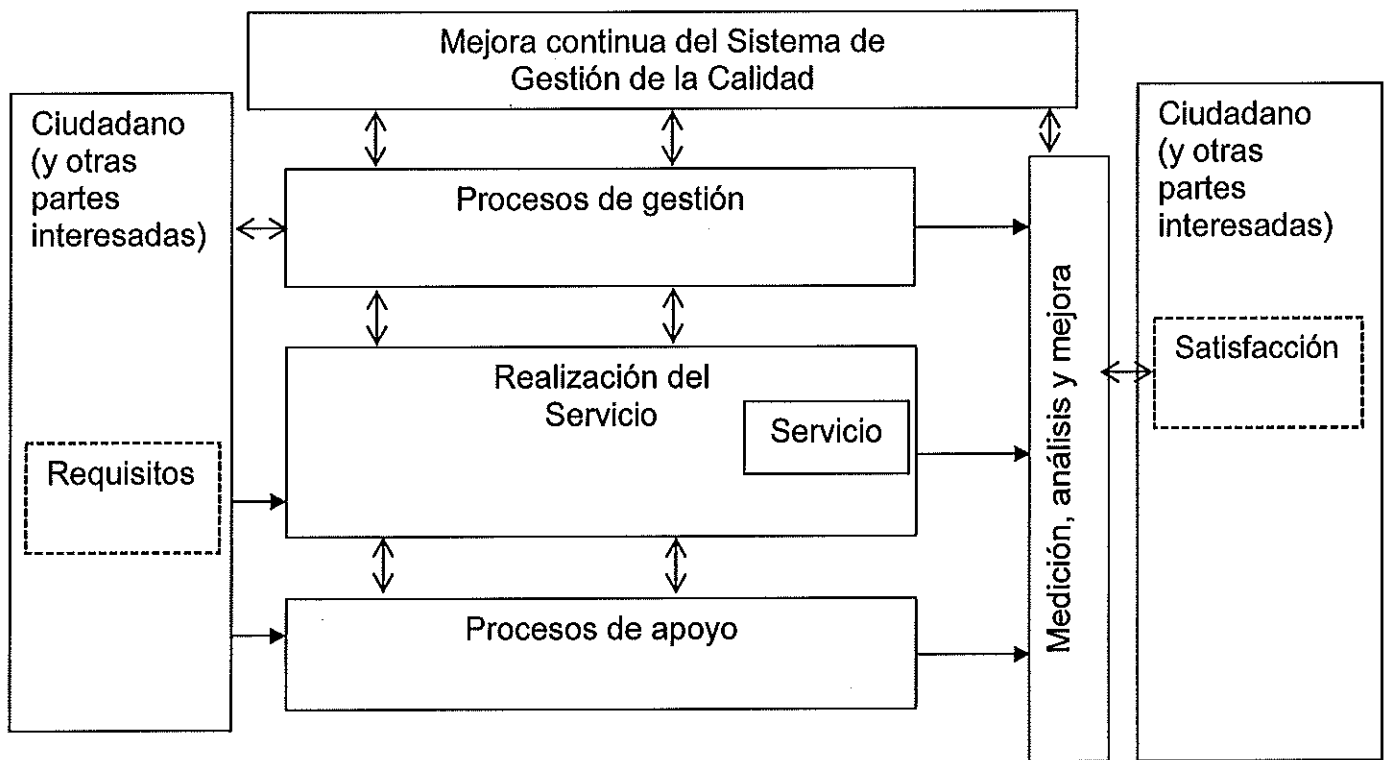 Mejora continua del Sistema de
Gestión de la Calidad
Ciudadano
(y otras
partes
interesadas)
Requisitos
Procesos de gestión
Realización del
Servicio
Servicio
Procesos de apoyo
Medición, análisis y mejora
Ciudadano
(y otras
partes
interesadas)
Satisfacción